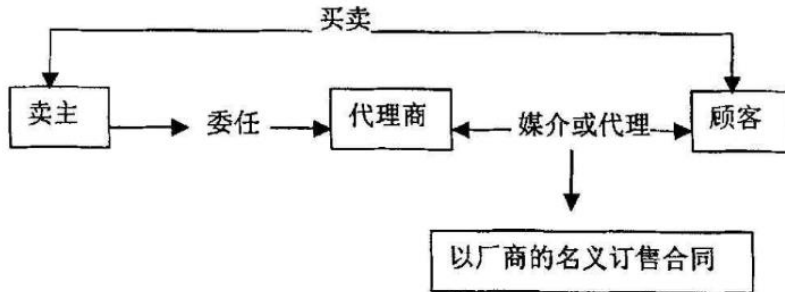 买卖
卖主
委任
代理商
媒介或代理
顾客
以厂商的名义订售合同